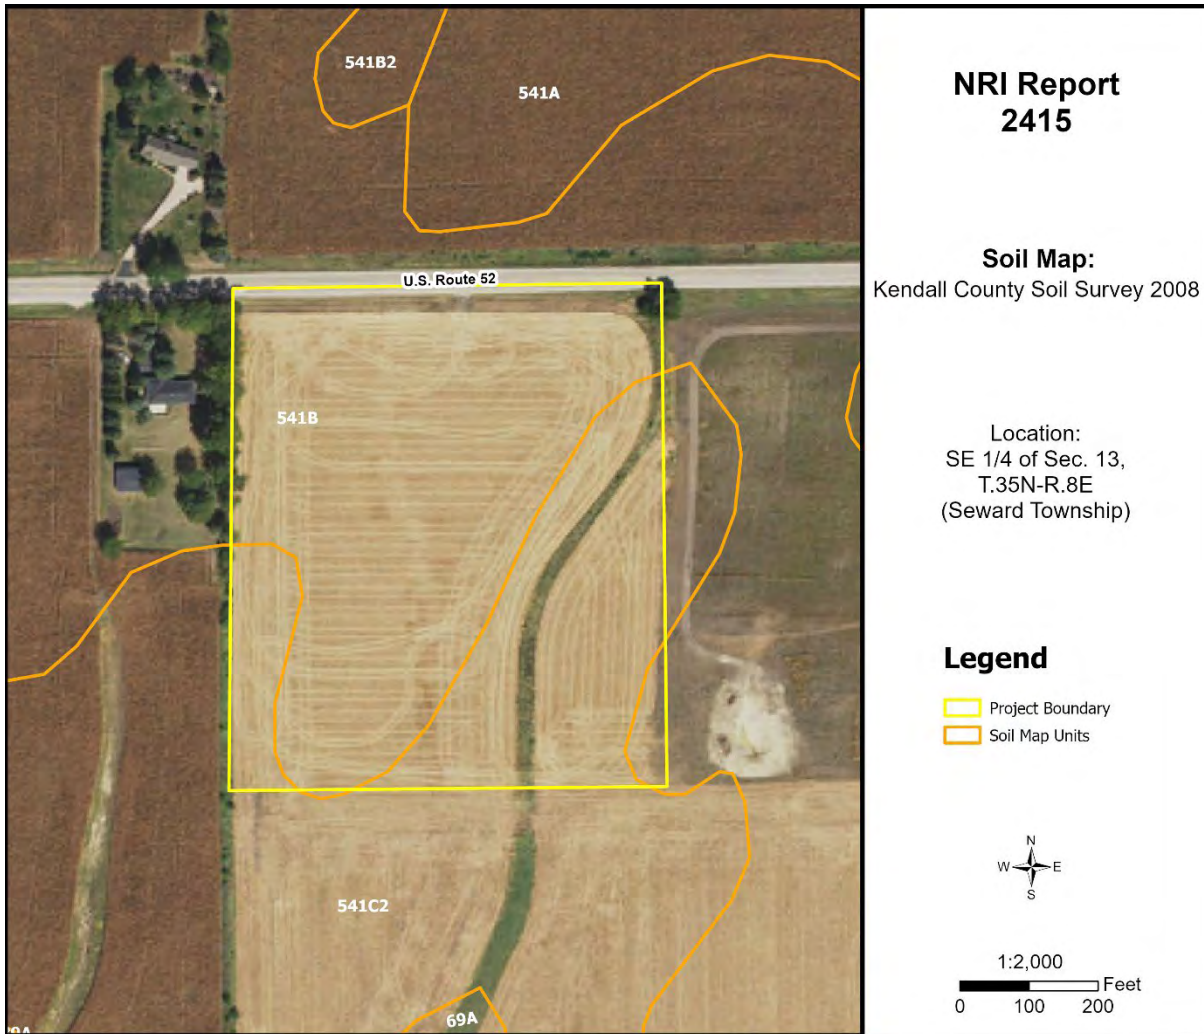 541B2
541A
U.S. Route 52
541B
541C2
69A
NRI Report
2415
Soil Map:
Kendall County Soil Survey 2008
Location:
SE 1/4 of Sec. 13,
T.35N-R.8E
(Seward Township)
Legend
Project Boundary
Soil Map Units
N
W E
S
1:2,000
Feet
0 100 200